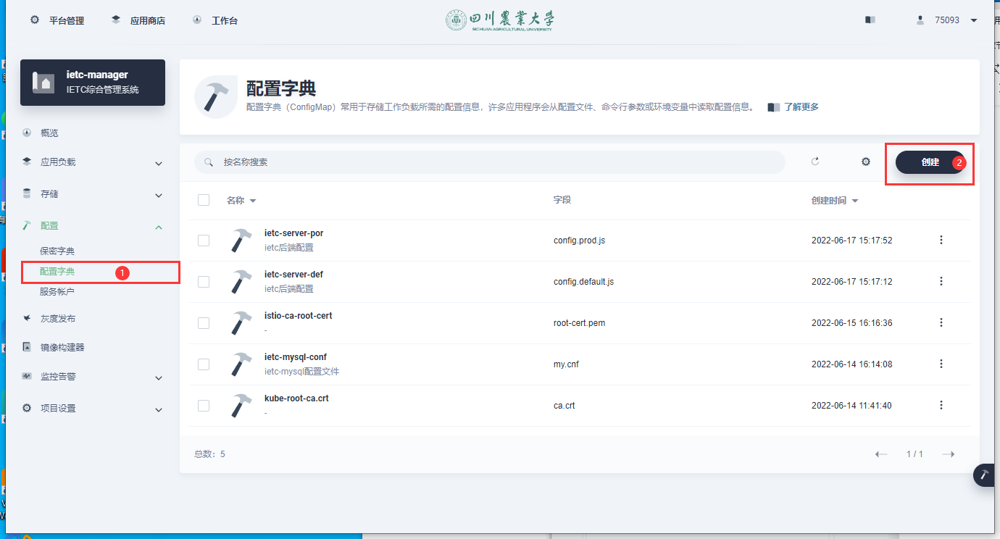 平台管理
应用商店
工作台
四川農業大学
SICHUAN AGRICULTURAL UNIVERSITY
75093
ietc-manager
IETC综合管理系统
概览
应用负载
存储
配置
保密字典
配置字典
1
服务帐户
灰度发布
镜像构建器
监控告警
项目设置
配置字典
配置字典（ConfigMap）常用于存储工作负载所需的配置信息，许多应用程序会从配置文件、命令行参数或环境变量中读取配置信息。
了解更多
按名称搜索
创建
2
名称
字段
创建时间
ietc-server-por
ietc后端配置
config.prod.js
2022-06-17 15:17:52
ietc-server-def
ietc后端配置
config.default.js
2022-06-17 15:17:12
istio-ca-root-cert
-
root-cert.pem
2022-06-15 16:16:36
ietc-mysql-conf
ietc-mysql配置文件
my.cnf
2022-06-14 16:14:08
kube-root-ca.crt
-
ca.crt
2022-06-14 11:41:40
总数：5
1 / 1